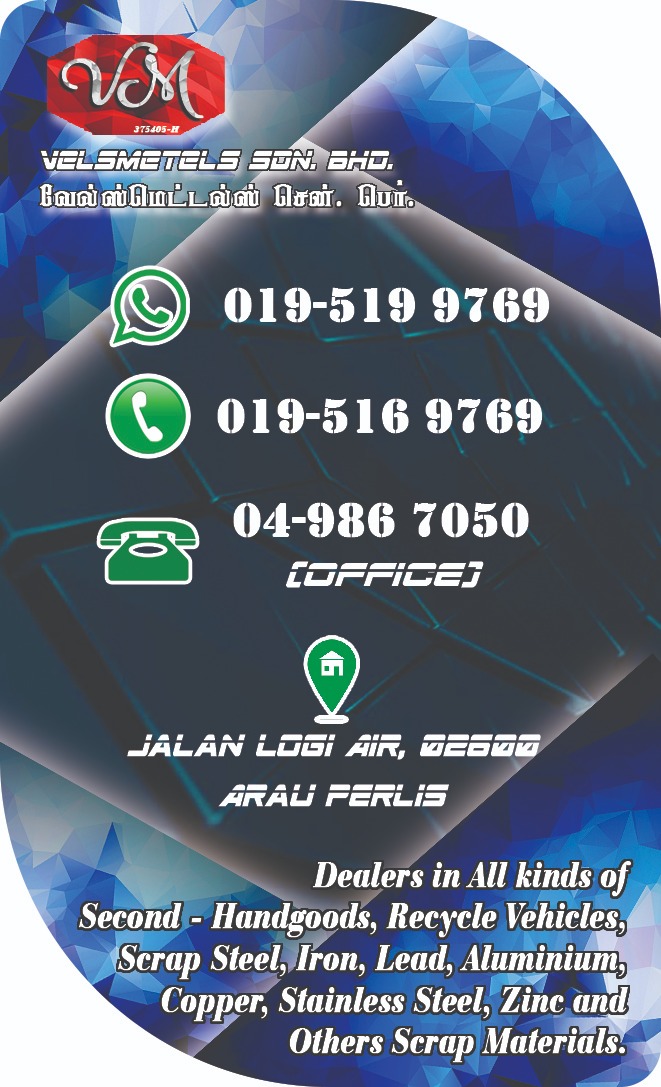 VM
375405-H
VELSMETELS SDN. BHD.
வேல்ஸ்மெட்டல்ஸ் சென். பெர்.
019-519 9769
019-516 9769
04-986 7050
(OFFICE)
JALAN LOGI AIR, 02600
ARAU PERLIS
Dealers in All kinds of
Second - Handgoods, Recycle Vehicles,
Scrap Steel, Iron, Lead, Aluminium,
Copper, Stainless Steel, Zinc and
Others Scrap Materials.